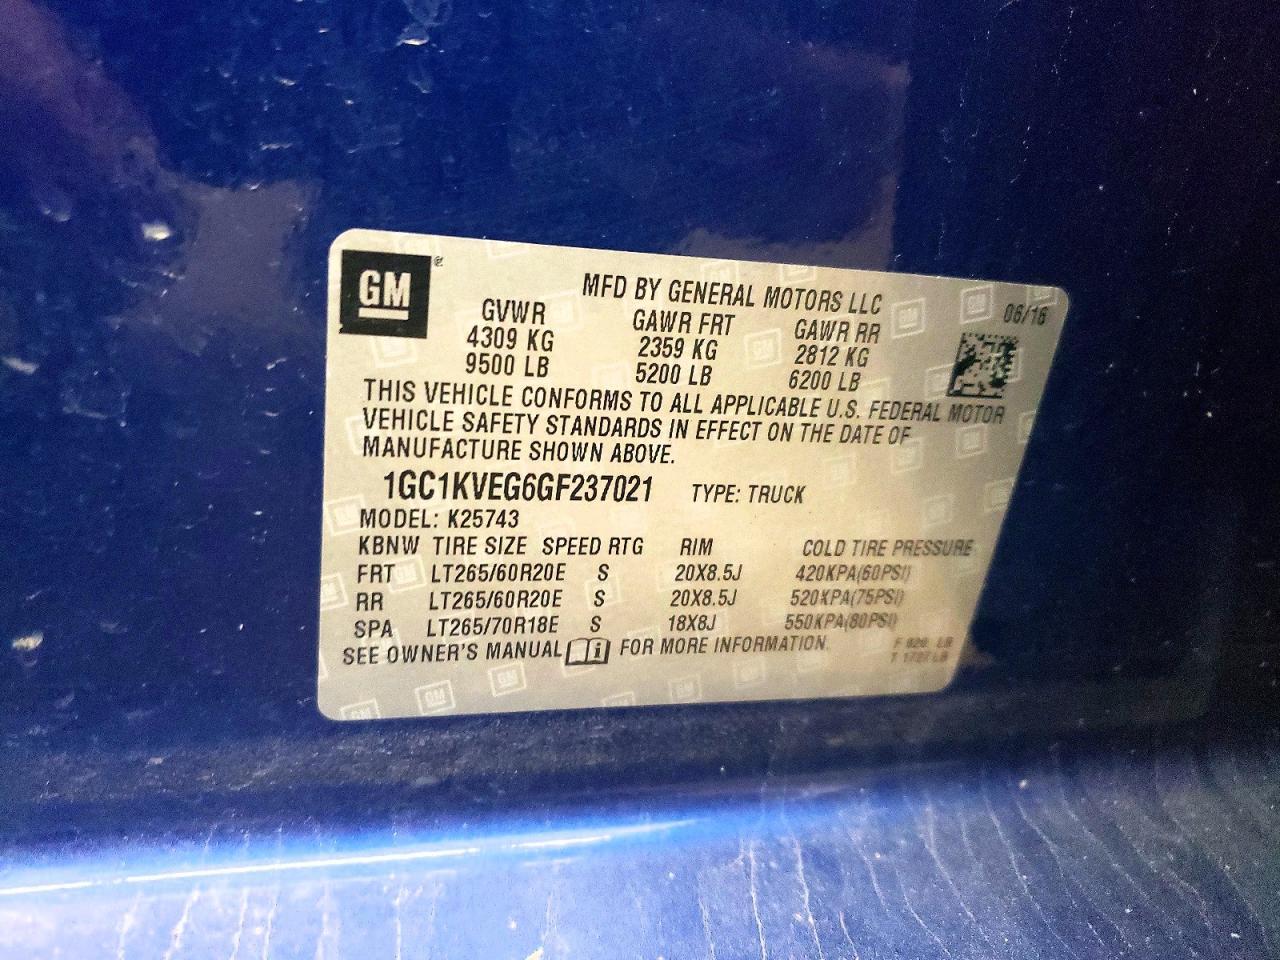 GM ®
MFD BY GENERAL MOTORS LLC
06/16
GVWR GAWR FRT GAWR RR
4309 KG 2359 KG 2812 KG
9500 LB 5200 LB 6200 LB
THIS VEHICLE CONFORMS TO ALL APPLICABLE U.S. FEDERAL MOTOR
VEHICLE SAFETY STANDARDS IN EFFECT ON THE DATE OF
MANUFACTURE SHOWN ABOVE.
1GC1KVEG6GF237021 TYPE: TRUCK
MODEL: K25743
KBNW TIRE SIZE SPEED RTG RIM COLD TIRE PRESSURE
FRT LT265/60R20E S 20X8.5J 420KPA(60PSI)
RR LT265/60R20E S 20X8.5J 520KPA(75PSI)
SPA LT265/70R18E S 18X8J 550KPA(80PSI)
SEE OWNER'S MANUAL i FOR MORE INFORMATION.
F LB
T LB